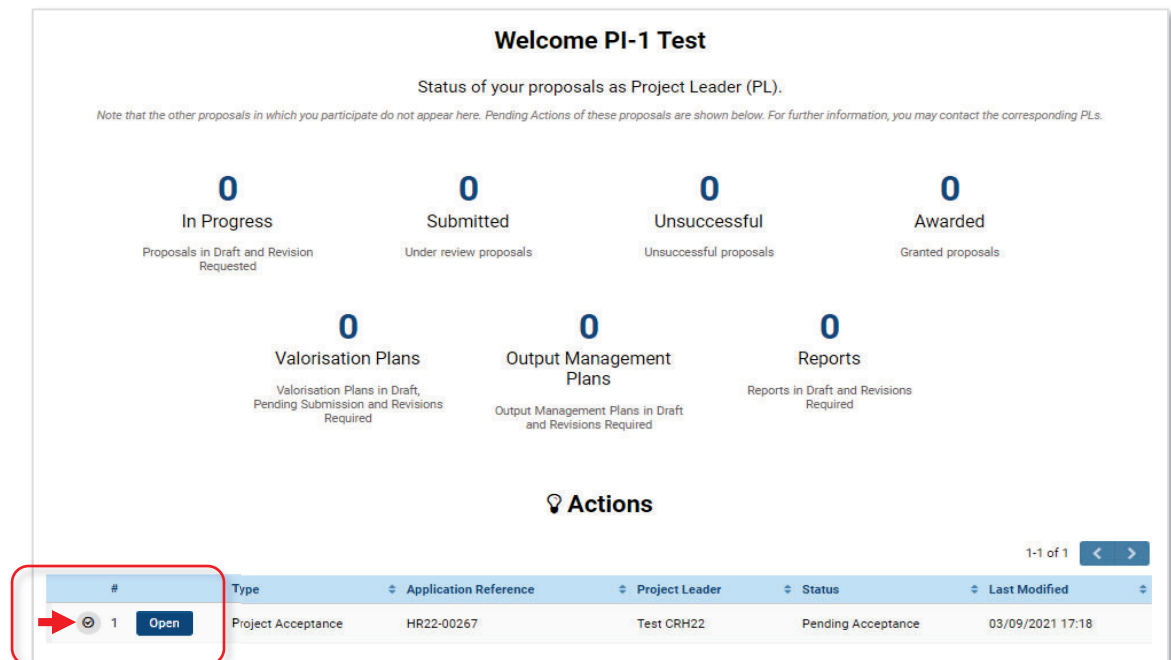 Welcome PI-1 Test
Status of your proposals as Project Leader (PL).
Note that the other proposals in which you participate do not appear here. Pending Actions of these proposals are shown below. For further information, you may contact the corresponding PLs.
0 0 0 0
In Progress Submitted Unsuccessful Awarded
Proposals in Draft and Revision Under review proposals Unsuccessful proposals Granted proposals
Requested
0 0 0
Valorisation Plans Output Management Reports
Plans
Valorisation Plans in Draft, Reports in Draft and Revisions
Pending Submission and Revisions Output Management Plans in Draft Required
Required and Revisions Required
Actions
1-1 of 1
# Type Application Reference Project Leader Status Last Modified
1 Open Project Acceptance HR22-00267 Test CRH22 Pending Acceptance 03/09/2021 17:18